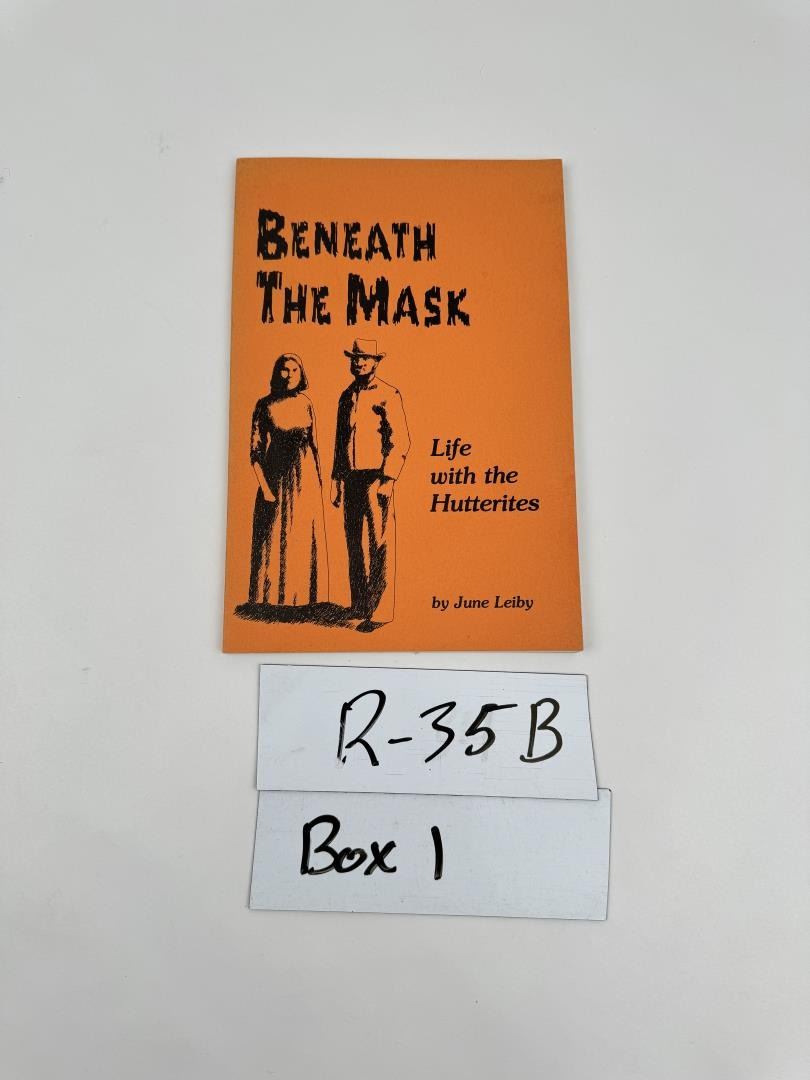 BENEATH
THE MASK
Life
with the
Hutterites
by June Leiby
R-35B
Box 1